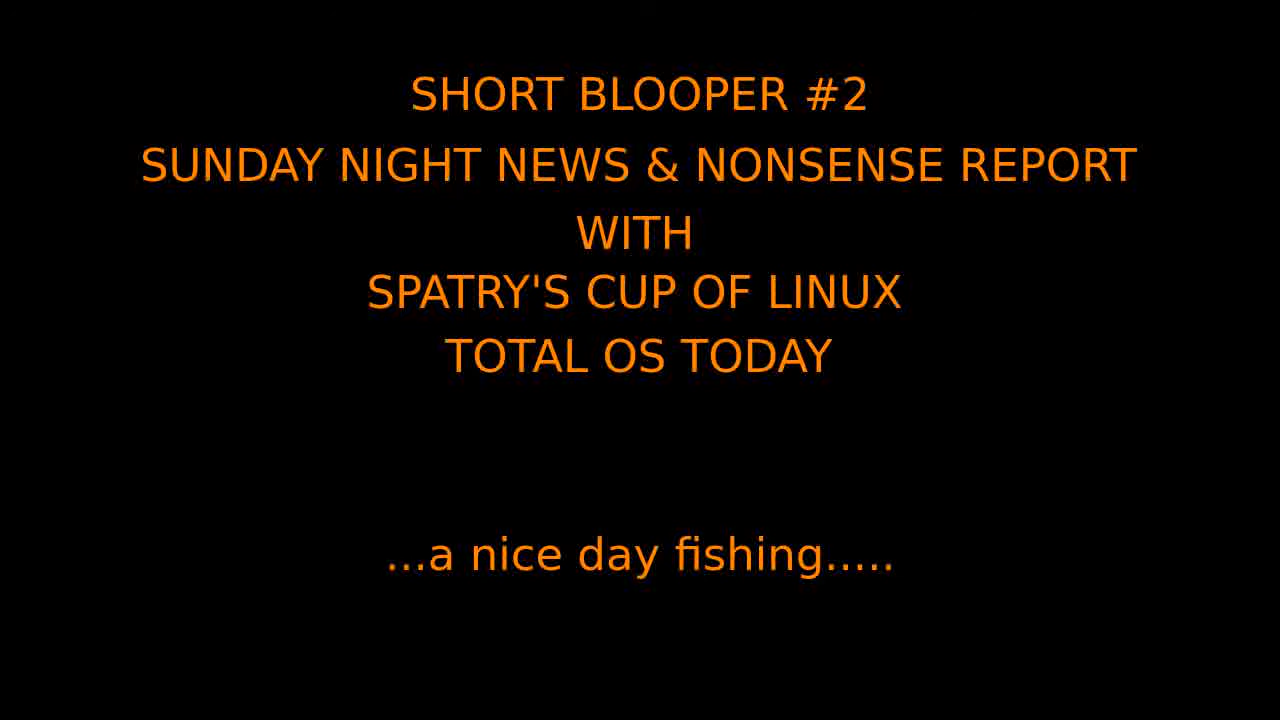 SHORT BLOOPER #2
SUNDAY NIGHT NEWS & NONSENSE REPORT
WITH
SPATRY'S CUP OF LINUX
TOTAL OS TODAY
...a nice day fishing.....